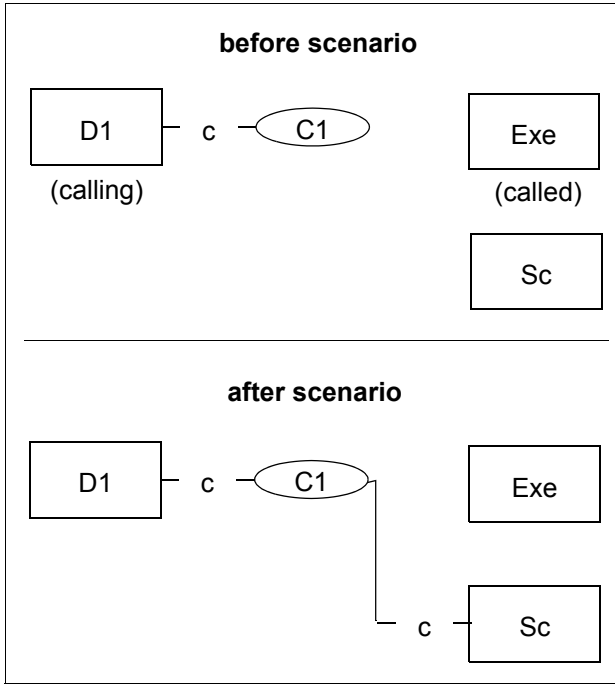 before scenario
D1 c C1 Exe
(calling) (called)
Sc
after scenario
D1 c C1 Exe
c Sc